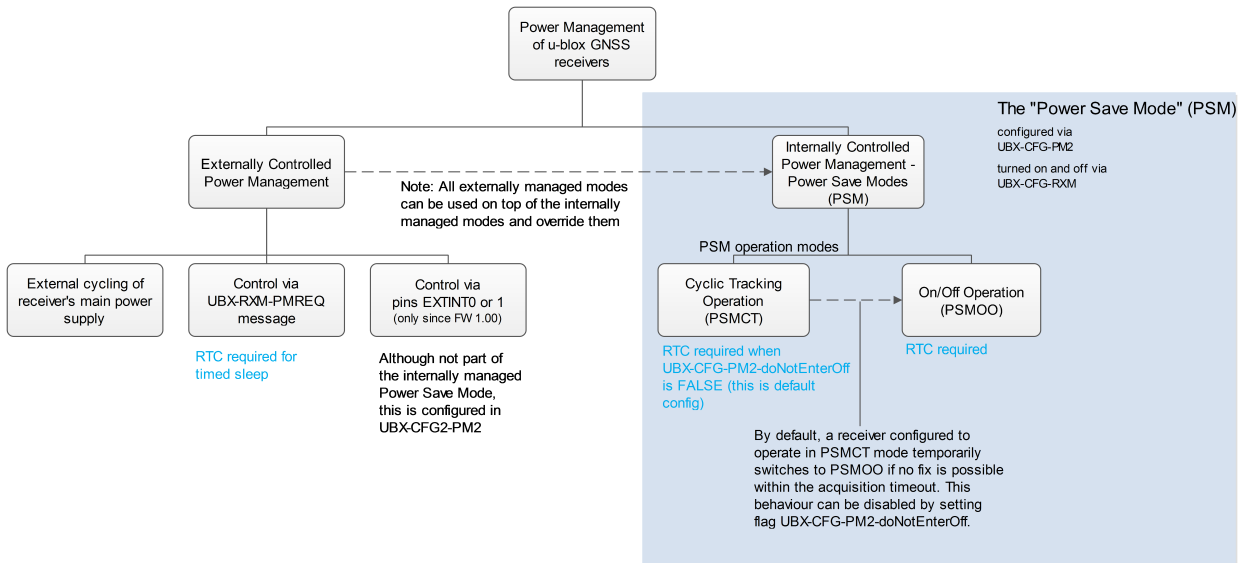 Power Management
of u-blox GNSS
receivers
The "Power Save Mode" (PSM)
configured via
UBX-CFG-PM2
turned on and off via
UBX-CFG-RXM
Externally Controlled
Power Management
Note: All externally managed modes
can be used on top of the internally
managed modes and override them
Internally Controlled
Power Management -
Power Save Modes
(PSM)
PSM operation modes
External cycling of
receiver's main power
supply
Control via
UBX-RXM-PMREQ
message
RTC required for
timed sleep
Control via
pins EXTINT0 or 1
(only since FW 1.00)
Although not part of
the internally managed
Power Save Mode,
this is configured in
UBX-CFG2-PM2
Cyclic Tracking
Operation
(PSMCT)
RTC required when
UBX-CFG-PM2-doNotEnterOff
is FALSE (this is default
config)
On/Off Operation
(PSMOO)
RTC required
By default, a receiver configured to
operate in PSMCT mode temporarily
switches to PSMOO if no fix is possible
within the acquisition timeout. This
behaviour can be disabled by setting
flag UBX-CFG-PM2-doNotEnterOff.